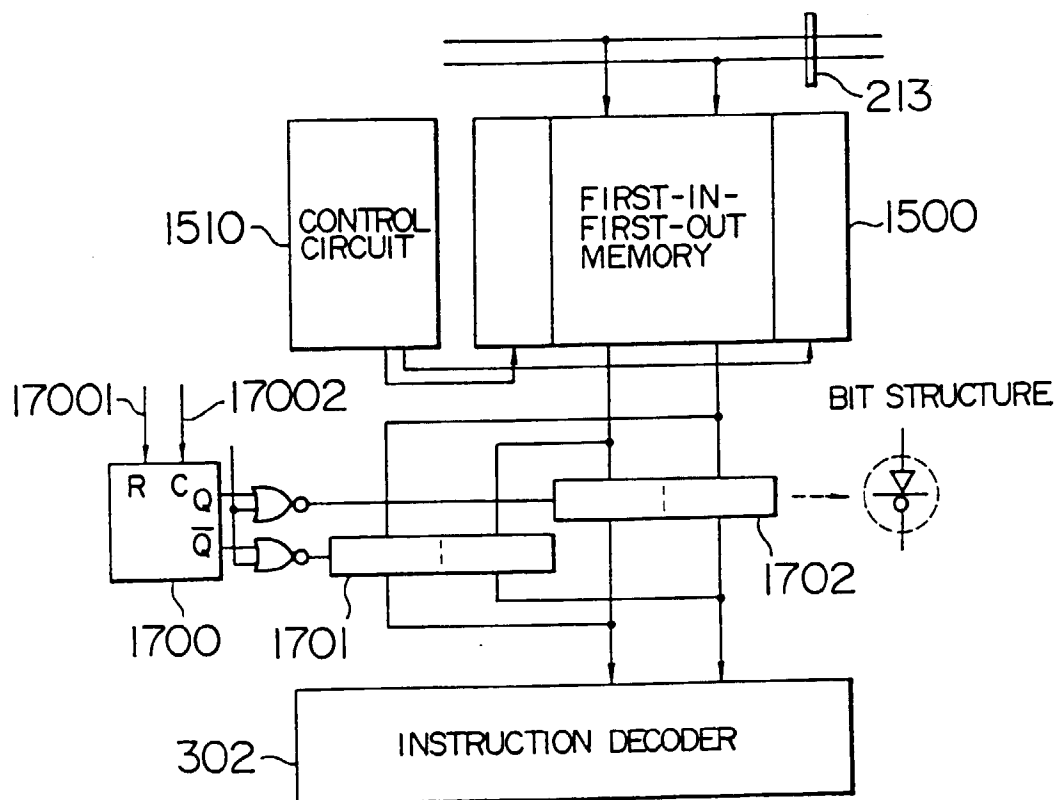 213
1510
CONTROL
CIRCUIT
FIRST-IN-
FIRST-OUT
MEMORY
1500
17001
17002
BIT STRUCTURE
R C
Q
Q̅
1700
1701
1702
302
INSTRUCTION DECODER